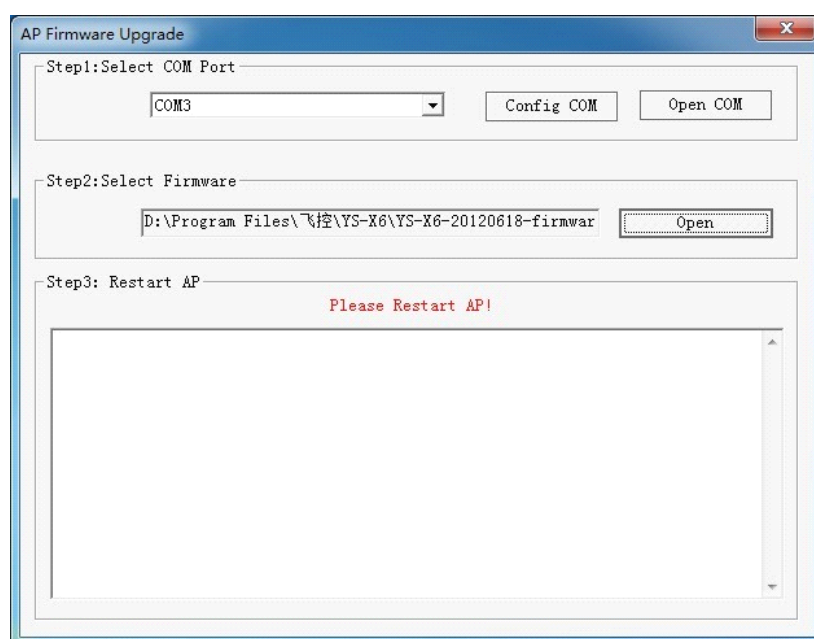 AP Firmware Upgrade
Step1:Select COM Port
COM3
Config COM
Open COM
Step2:Select Firmware
D:\Program Files\飞控\YS-X6\YS-X6-20120618-firmwar
Open
Step3: Restart AP
Please Restart AP!